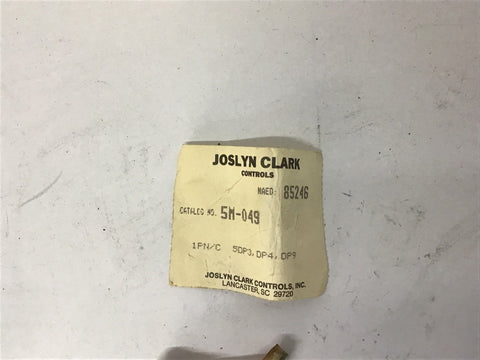 JOSLYN CLARK
CONTROLS
NAED: 85246
CATALOG NO. 5M-049
1PN/C 5DP3,DP4,DP9
JOSLYN CLARK CONTROLS, INC.
LANCASTER, SC 29720